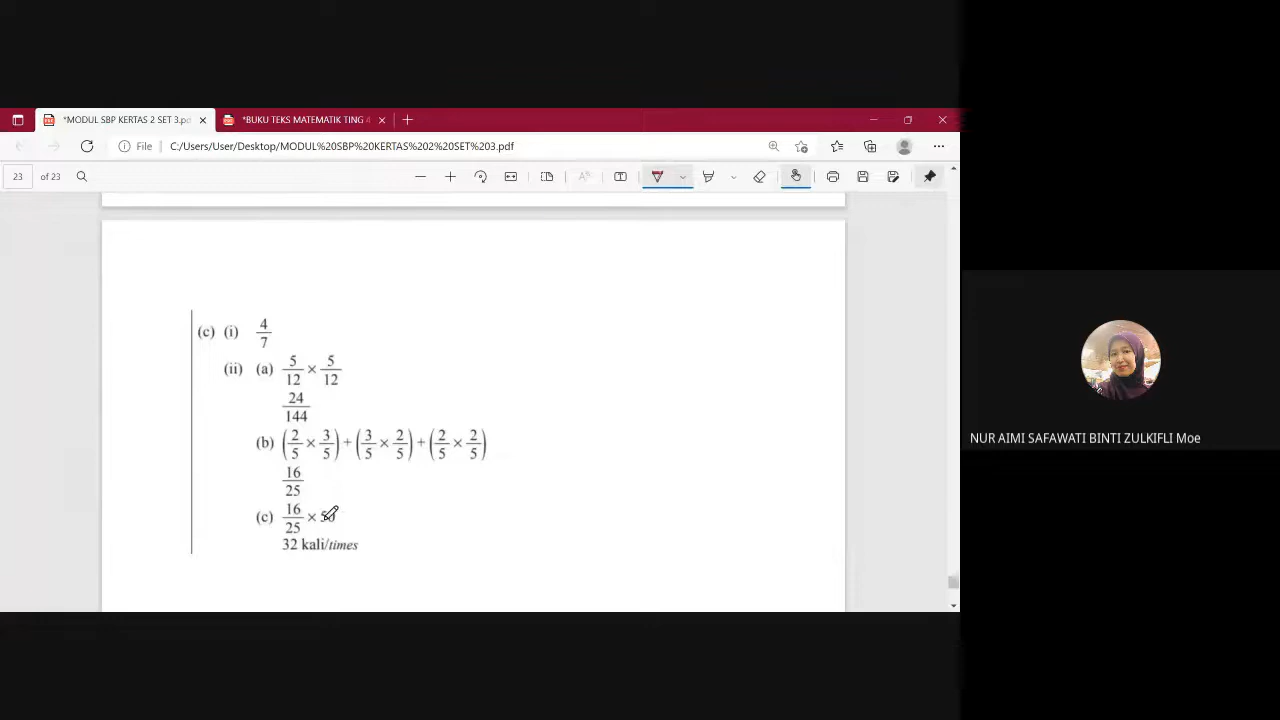 *MODUL SBP KERTAS 2 SET 3.pd
*BUKU TEKS MATEMATIK TING 4
File
C:/Users/User/Desktop/MODUL%20SBP%20KERTAS%202%20SET%203.pdf
23 of 23
(c) (i) 4/7
(ii) (a) 5/12 × 5/12
24/144
(b) (2/5 × 3/5) + (3/5 × 2/5) + (2/5 × 2/5)
16/25
(c) 16/25 ×
32 kali/times
NUR AIMI SAFAWATI BINTI ZULKIFLI Moe